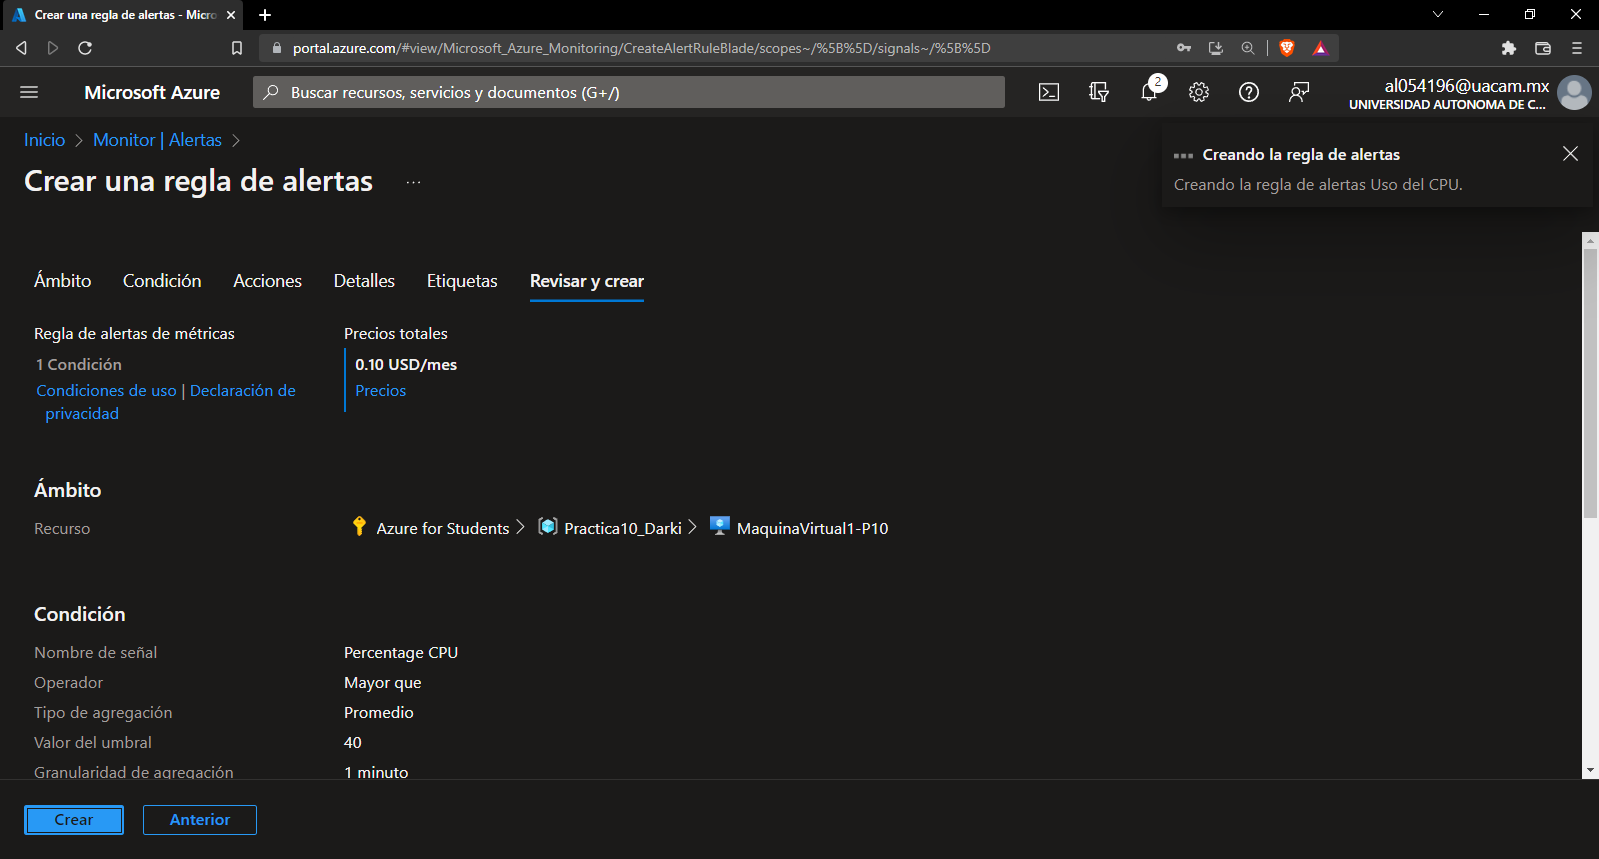 Crear una regla de alertas - Micro
portal.azure.com/#view/Microsoft_Azure_Monitoring/CreateAlertRuleBlade/scopes~/%5B%5D/signals~/%5B%5D
Microsoft Azure
Buscar recursos, servicios y documentos (G+/)
2
al054196@uacam.mx
UNIVERSIDAD AUTONOMA DE C...
Inicio > Monitor | Alertas >
Crear una regla de alertas ...
Creando la regla de alertas
Creando la regla de alertas Uso del CPU.
Ámbito Condición Acciones Detalles Etiquetas Revisar y crear
Regla de alertas de métricas
1 Condición
Condiciones de uso | Declaración de
privacidad
Precios totales
0.10 USD/mes
Precios
Ámbito
Recurso Azure for Students > Practica10_Darki > MaquinaVirtual1-P10
Condición
Nombre de señal Percentage CPU
Operador Mayor que
Tipo de agregación Promedio
Valor del umbral 40
Granularidad de agregación 1 minuto
Crear Anterior